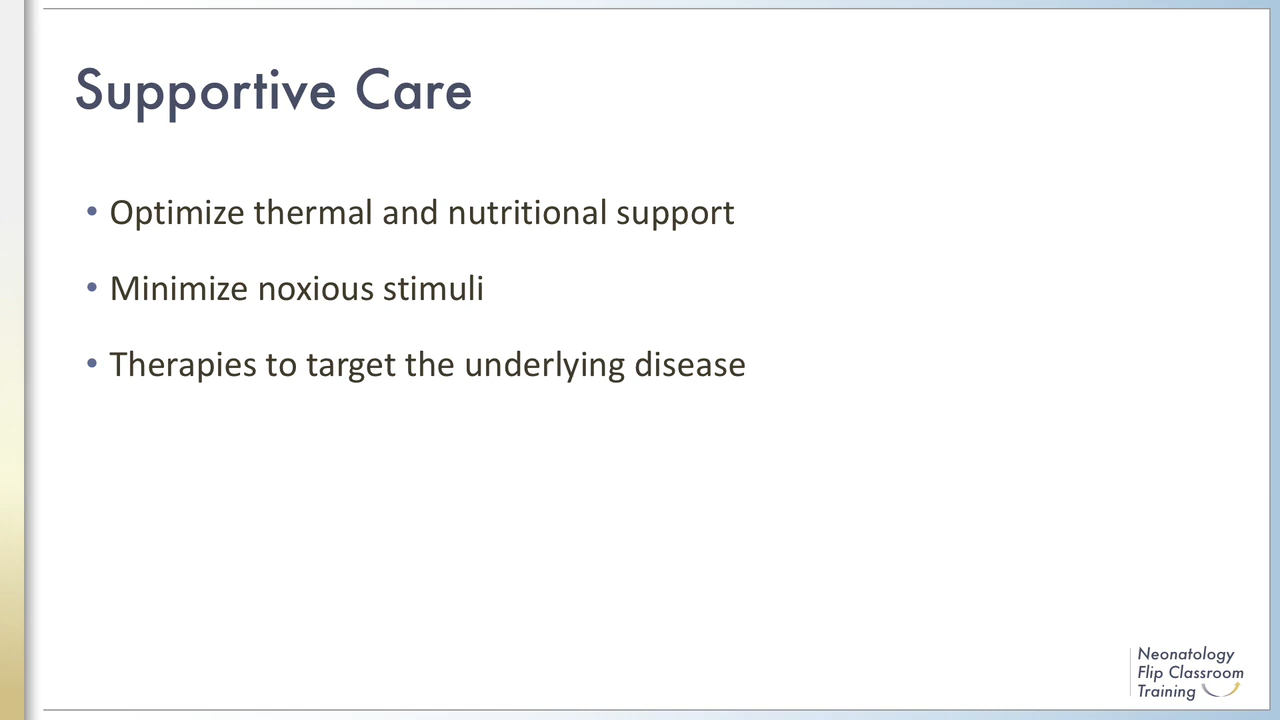 Supportive Care
• Optimize thermal and nutritional support
• Minimize noxious stimuli
• Therapies to target the underlying disease
Neonatology
Flip Classroom
Training